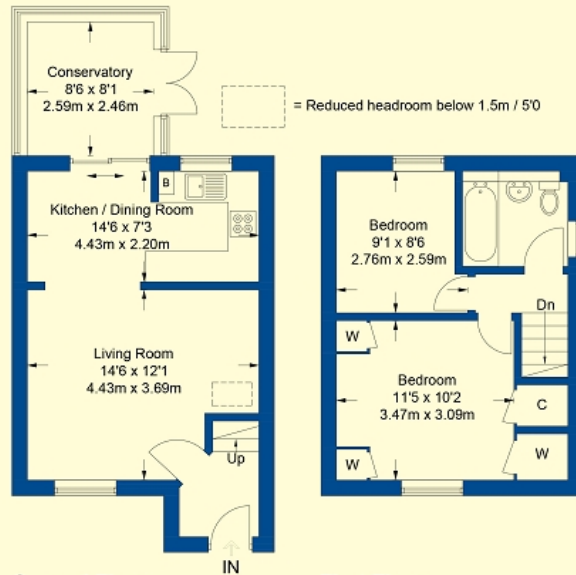 Conservatory
8'6 x 8'1
2.59m x 2.46m
= Reduced headroom below 1.5m / 5'0
B
Kitchen / Dining Room
14'6 x 7'3
4.43m x 2.20m
Living Room
14'6 x 12'1
4.43m x 3.69m
Up
IN
Bedroom
9'1 x 8'6
2.76m x 2.59m
Dn
W
Bedroom
11'5 x 10'2
3.47m x 3.09m
C
W
W